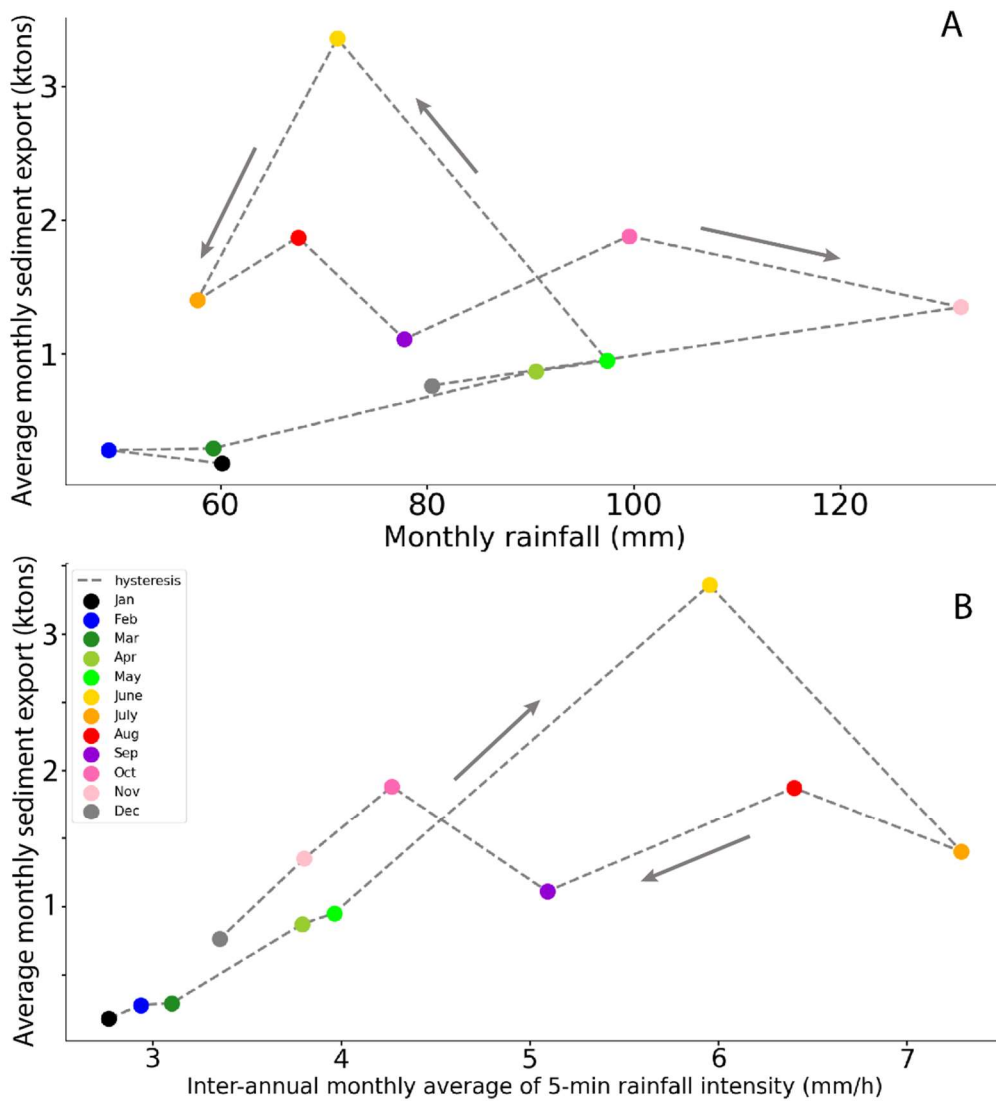 A
Average monthly sediment export (ktons)
3
2
1
60 80 100 120
Monthly rainfall (mm)
B
Average monthly sediment export (ktons)
3
2
1
hysteresis
Jan
Feb
Mar
Apr
May
June
July
Aug
Sep
Oct
Nov
Dec
3 4 5 6 7
Inter-annual monthly average of 5-min rainfall intensity (mm/h)